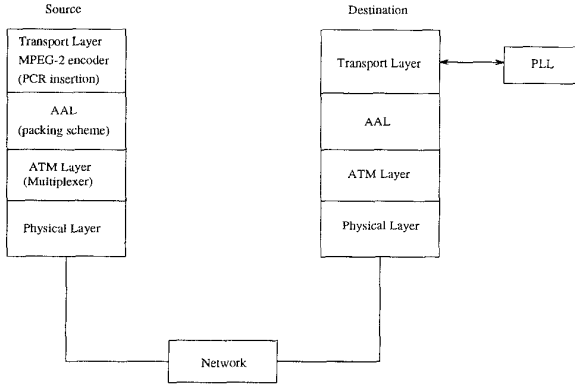 Source
Transport Layer
MPEG-2 encoder
(PCR insertion)
AAL
(packing scheme)
ATM Layer
(Multiplexer)
Physical Layer
Destination
Transport Layer
PLL
AAL
ATM Layer
Physical Layer
Network